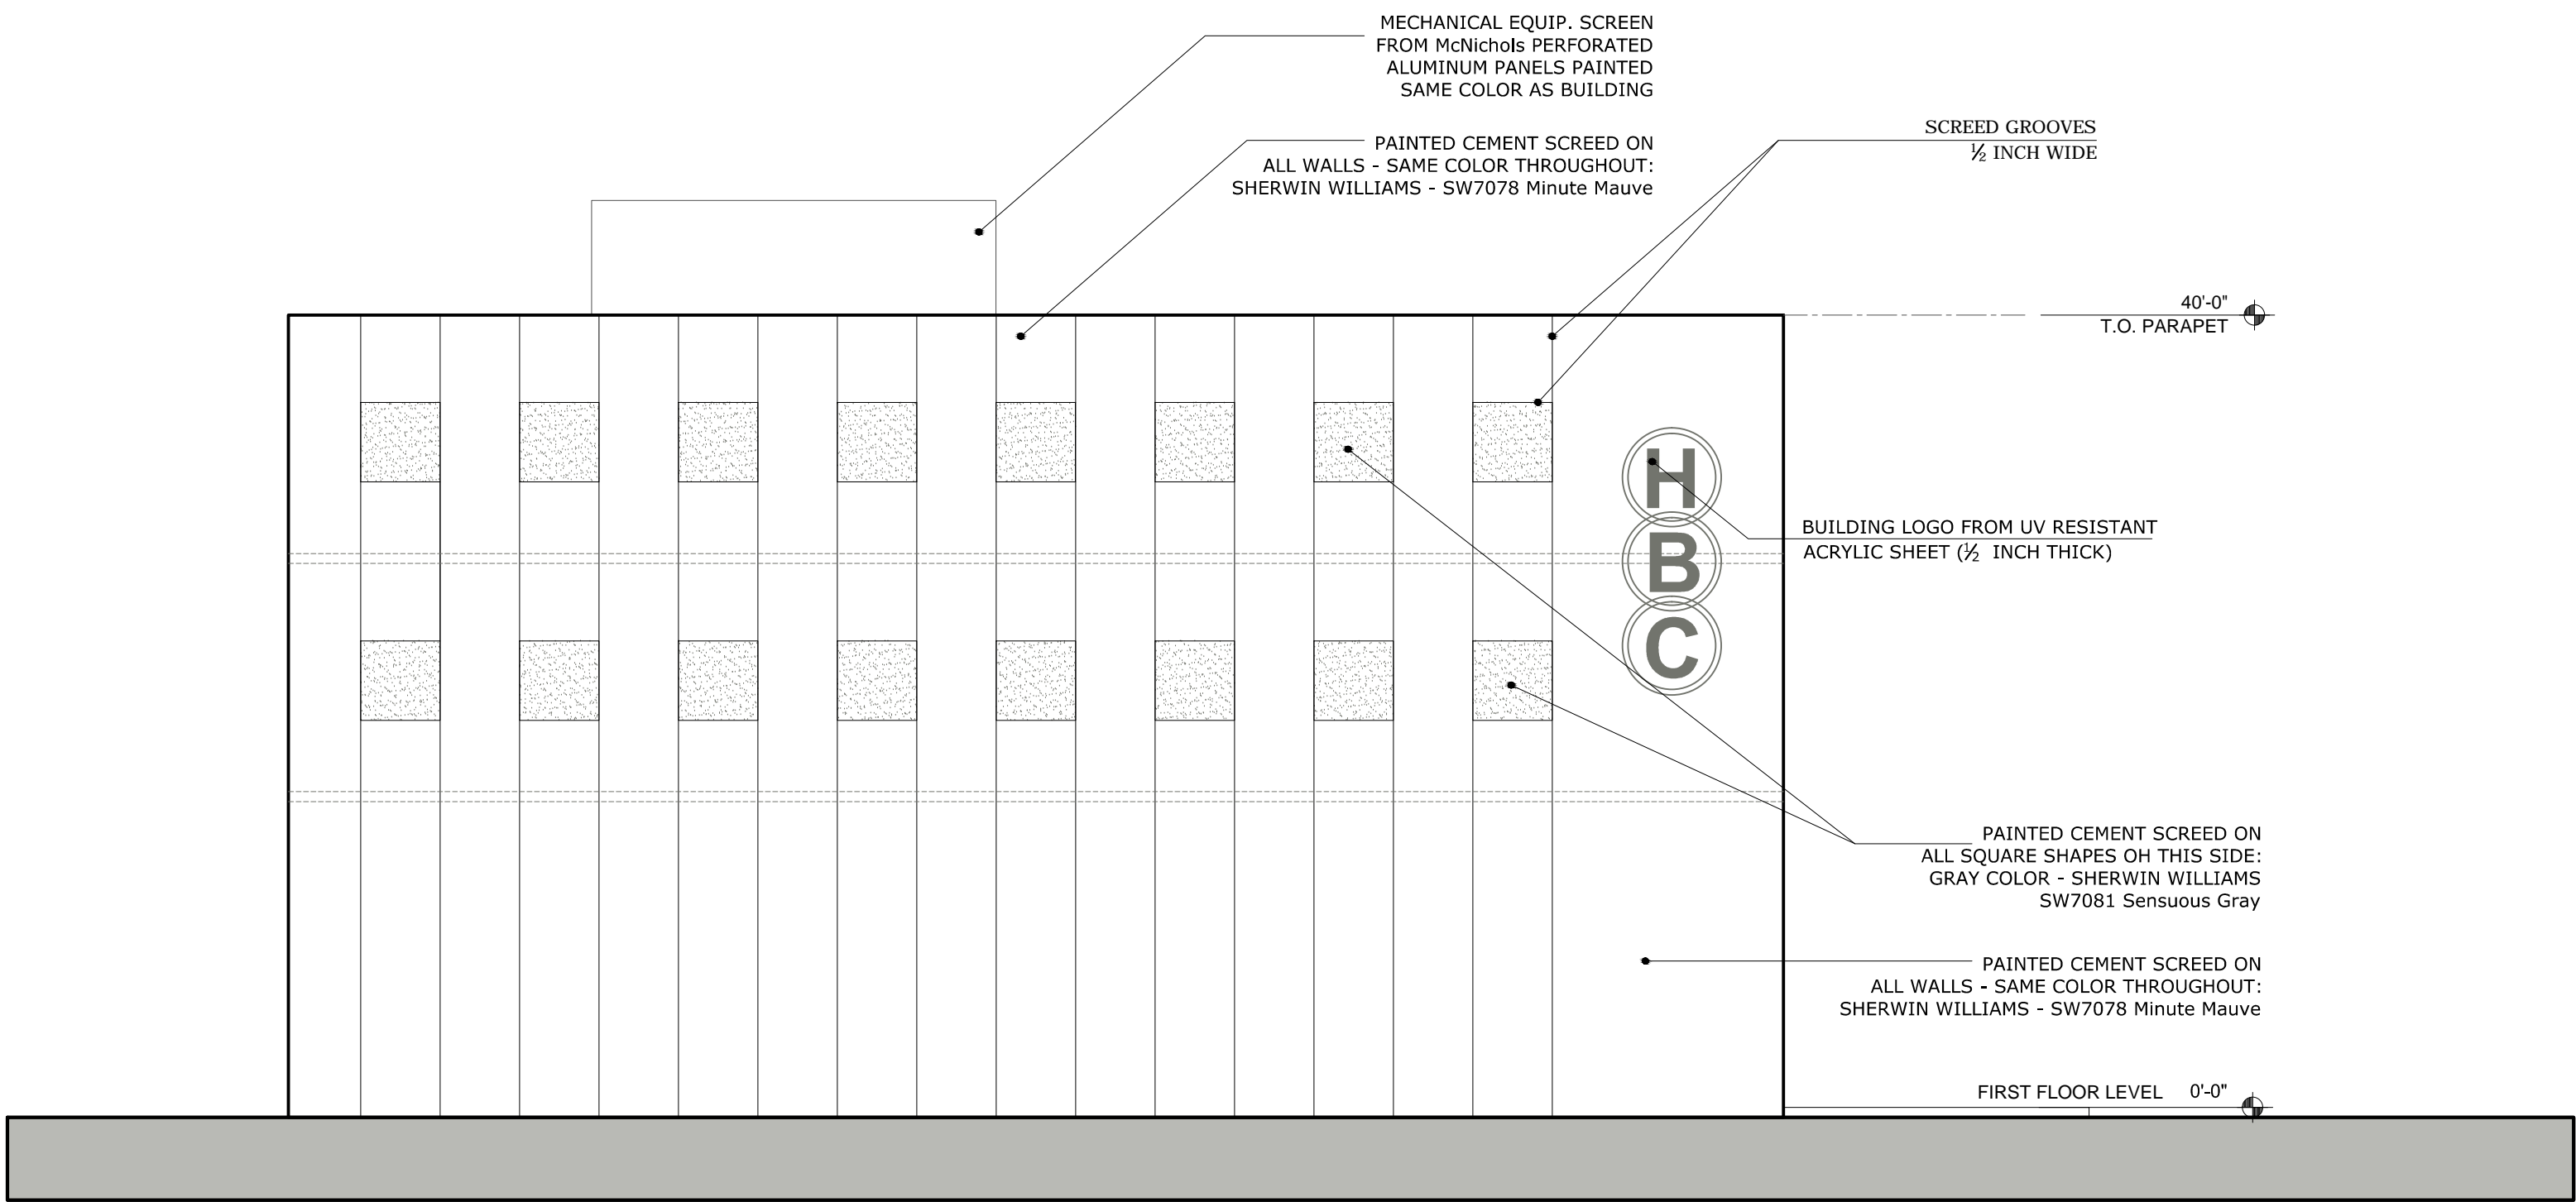 MECHANICAL EQUIP. SCREEN
FROM McNichols PERFORATED
ALUMINUM PANELS PAINTED
SAME COLOR AS BUILDING
PAINTED CEMENT SCREED ON
ALL WALLS - SAME COLOR THROUGHOUT:
SHERWIN WILLIAMS - SW7078 Minute Mauve
SCREED GROOVES
½ INCH WIDE
40'-0"
T.O. PARAPET
H
B
C
BUILDING LOGO FROM UV RESISTANT
ACRYLIC SHEET (½ INCH THICK)
PAINTED CEMENT SCREED ON
ALL SQUARE SHAPES OH THIS SIDE:
GRAY COLOR - SHERWIN WILLIAMS
SW7081 Sensuous Gray
PAINTED CEMENT SCREED ON
ALL WALLS - SAME COLOR THROUGHOUT:
SHERWIN WILLIAMS - SW7078 Minute Mauve
FIRST FLOOR LEVEL 0'-0"